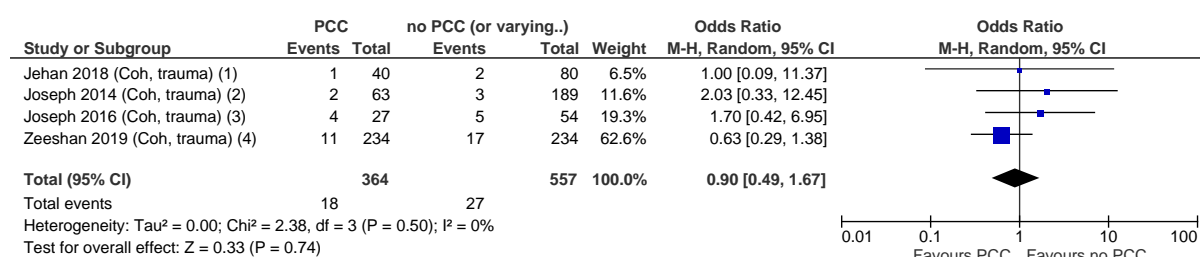 PCC no PCC (or varying..) Odds Ratio Odds Ratio
Study or Subgroup Events Total Events Total Weight M-H, Random, 95% CI M-H, Random, 95% CI
Jehan 2018 (Coh, trauma) (1) 1 40 2 80 6.5% 1.00 [0.09, 11.37]
Joseph 2014 (Coh, trauma) (2) 2 63 3 189 11.6% 2.03 [0.33, 12.45]
Joseph 2016 (Coh, trauma) (3) 4 27 5 54 19.3% 1.70 [0.42, 6.95]
Zeeshan 2019 (Coh, trauma) (4) 11 234 17 234 62.6% 0.63 [0.29, 1.38]
Total (95% CI) 364 557 100.0% 0.90 [0.49, 1.67]
Total events 18 27
Heterogeneity: Tau² = 0.00; Chi² = 2.38, df = 3 (P = 0.50); I² = 0%
Test for overall effect: Z = 0.33 (P = 0.74)
0.01 0.1 1 10 100
Favours PCC Favours no PCC